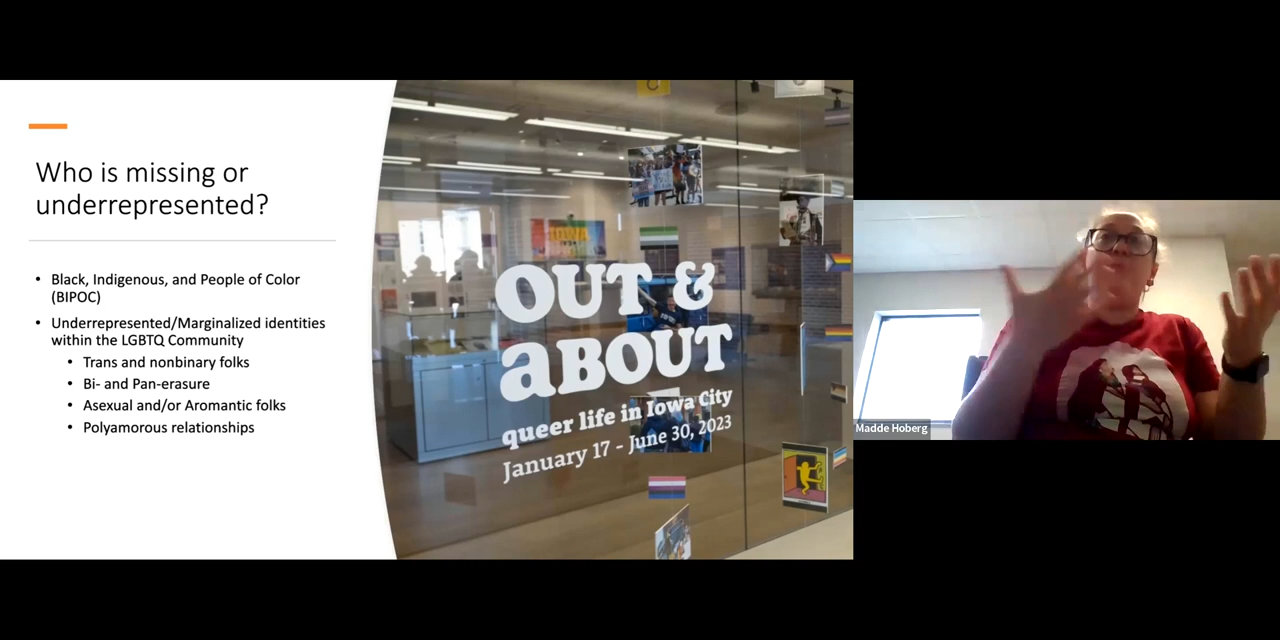 Who is missing or
underrepresented?
• Black, Indigenous, and People of Color
(BIPOC)
• Underrepresented/Marginalized identities
within the LGBTQ Community
• Trans and nonbinary folks
• Bi- and Pan-erasure
• Asexual and/or Aromantic folks
• Polyamorous relationships
IOWA
OUT &
aBOUT
queer life in Iowa City
January 17 - June 30, 2023
Madde Hoberg